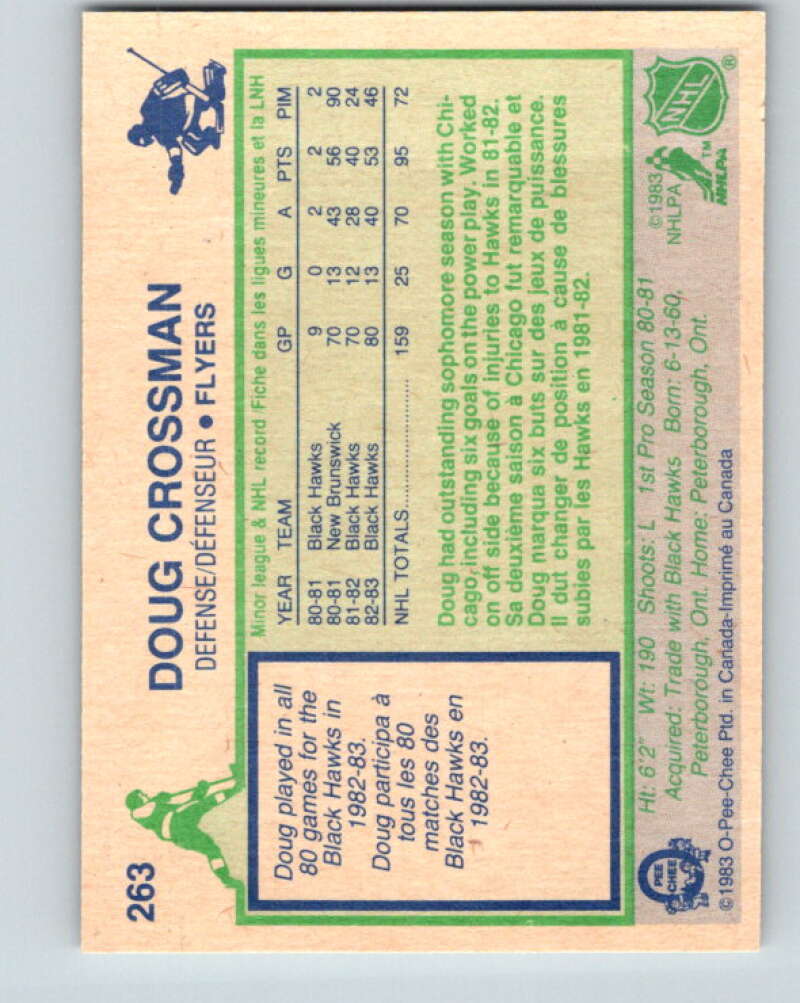 263
DOUG CROSSMAN
DEFENSE/DÉFENSEUR • FLYERS
Doug played in all
80 games for the
Black Hawks in
1982-83.
Doug participa à
tous les 80
matches des
Black Hawks en
1982-83.
Minor league & NHL record/Fiche dans les ligues mineures et la LNH
YEAR TEAM GP G A PTS PIM
80-81 Black Hawks 9 0 2 2 2
80-81 New Brunswick 70 13 43 56 90
81-82 Black Hawks 70 12 28 40 24
82-83 Black Hawks 80 13 40 53 46
NHL TOTALS.................. 159 25 70 95 72
Doug had outstanding sophomore season with Chi-
cago, including six goals on the power play. Worked
on off side because of injuries to Hawks in 81-82.
Sa deuxième saison à Chicago fut remarquable et
Doug marqua six buts sur des jeux de puissance.
Il dut changer de position à cause de blessures
subies par les Hawks en 1981-82.
Ht: 6'2" Wt: 190 Shoots: L 1st Pro Season 80-81
Acquired: Trade with Black Hawks Born: 6-13-60,
Peterborough, Ont. Home: Peterborough, Ont.
©1983 O-Pee-Chee Ptd. in Canada-Imprimé au Canada
PEE
CHEE
©1983
NHLPA
NHLPA
TM
NHL
®